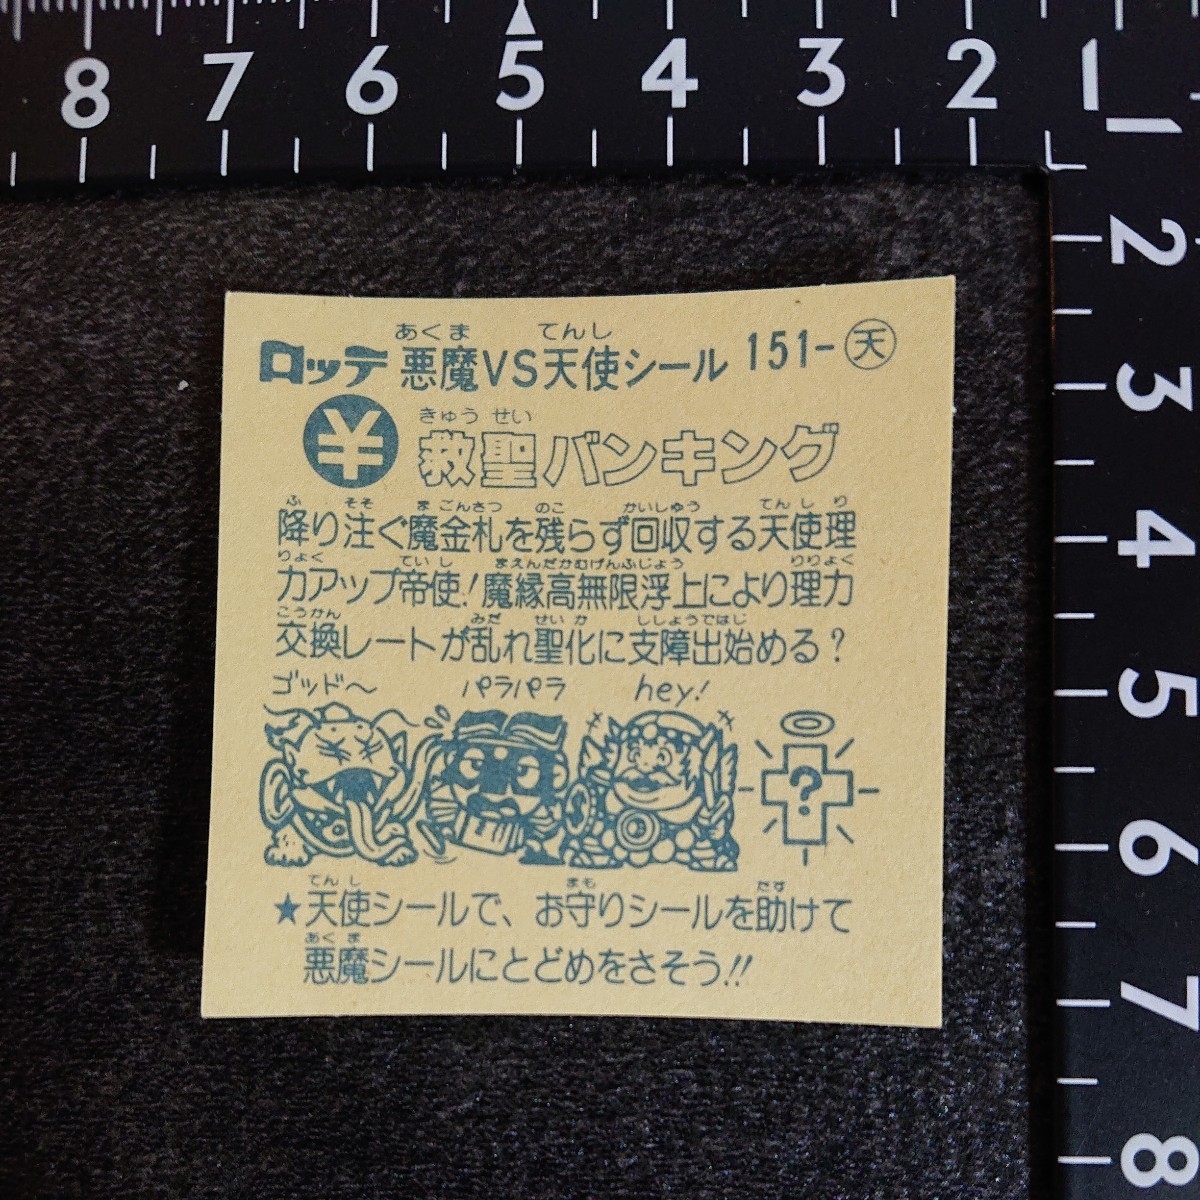 8 7 6 5 4 3 2 1
1
2
3
4
5
6
7
8
あくま てんし
ロッテ 悪魔VS天使シール 151-天
きゅうせい
¥ 救聖バンキング
ふ そそ まごんさつ のこ かいしゅう てんしり
降り注ぐ魔金札を残らず回収する天使理
りょく ていし まえんだかむげんふじょう りりょく
力アップ帝使!魔縁高無限浮上により理力
こうかん みだ せいか ししょうではじ
交換レートが乱れ聖化に支障出始める?
ゴッド〜 パラパラ hey!
?
てんし まも たす
★天使シールで、お守りシールを助けて
あくま
悪魔シールにとどめをさそう!!